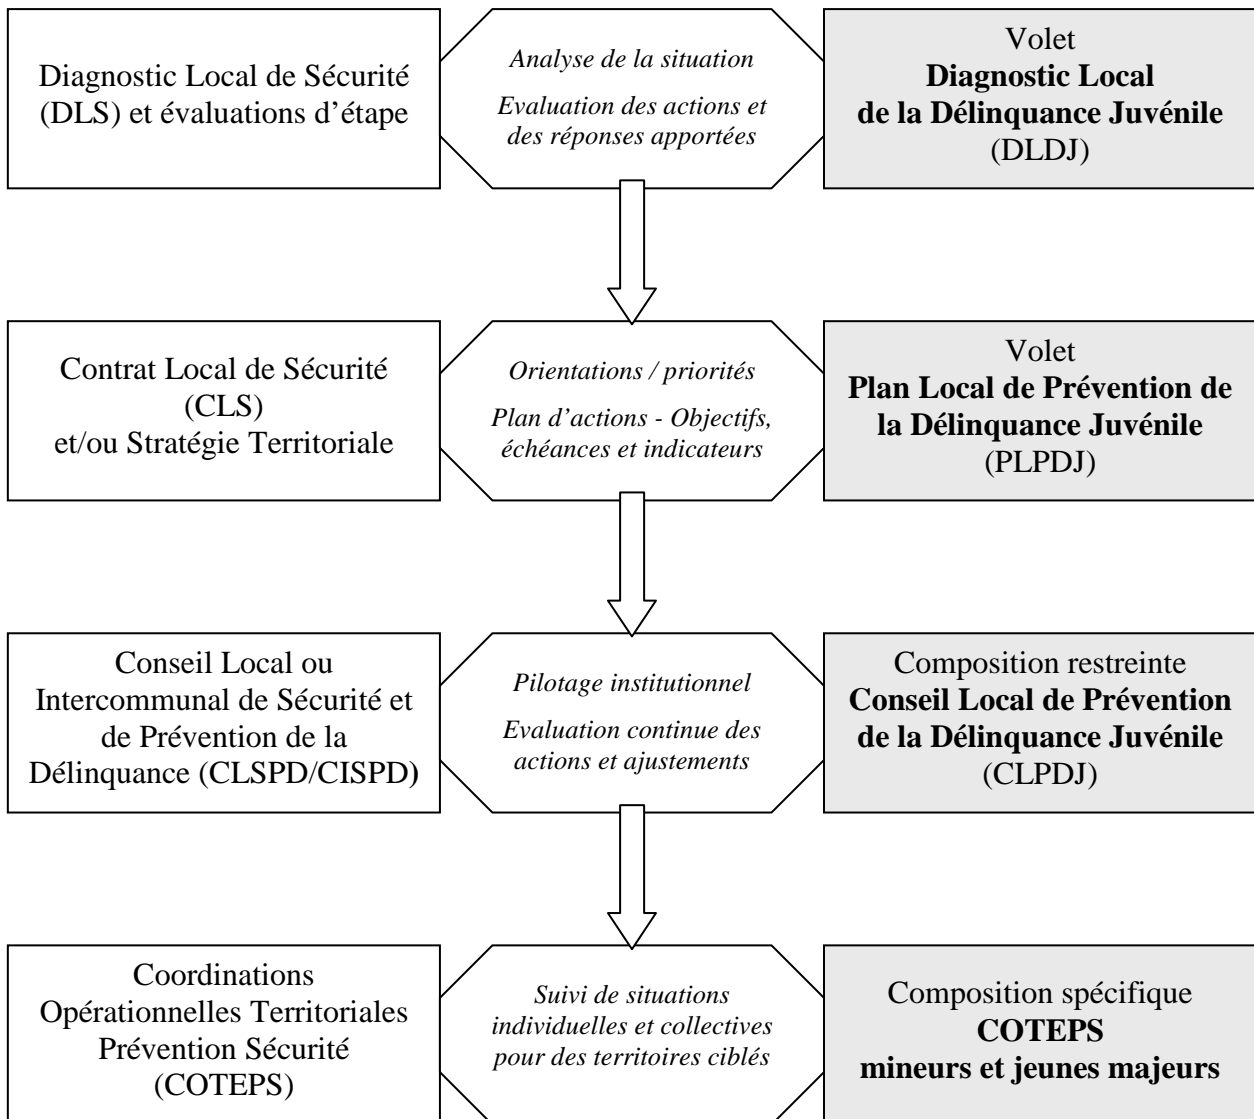 Diagnostic Local de Sécurité
(DLS) et évaluations d’étape
Analyse de la situation
Evaluation des actions et
des réponses apportées
Volet
Diagnostic Local
de la Délinquance Juvénile
(DLDJ)
Contrat Local de Sécurité
(CLS)
et/ou Stratégie Territoriale
Orientations / priorités
Plan d’actions - Objectifs,
échéances et indicateurs
Volet
Plan Local de Prévention de
la Délinquance Juvénile
(PLPDJ)
Conseil Local ou
Intercommunal de Sécurité et
de Prévention de la
Délinquance (CLSPD/CISPD)
Pilotage institutionnel
Evaluation continue des
actions et ajustements
Composition restreinte
Conseil Local de Prévention
de la Délinquance Juvénile
(CLPDJ)
Coordinations
Opérationnelles Territoriales
Prévention Sécurité
(COTEPS)
Suivi de situations
individuelles et collectives
pour des territoires ciblés
Composition spécifique
COTEPS
mineurs et jeunes majeurs